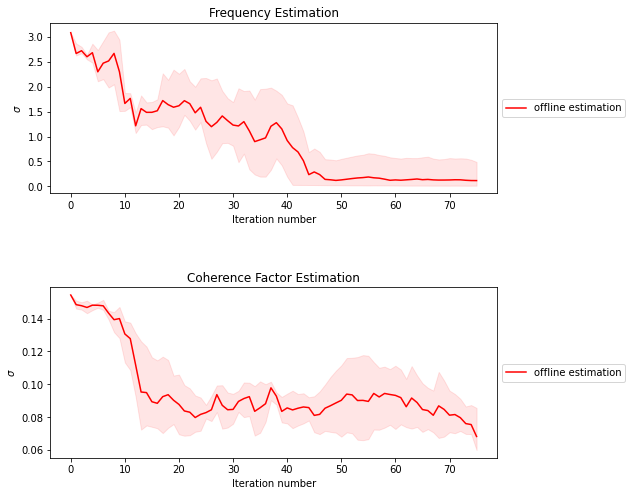 Frequency Estimation
3.0
2.5
2.0
1.5
1.0
0.5
0.0
σ
0 10 20 30 40 50 60 70
Iteration number
offline estimation
Coherence Factor Estimation
0.14
0.12
0.10
0.08
0.06
σ
0 10 20 30 40 50 60 70
Iteration number
offline estimation